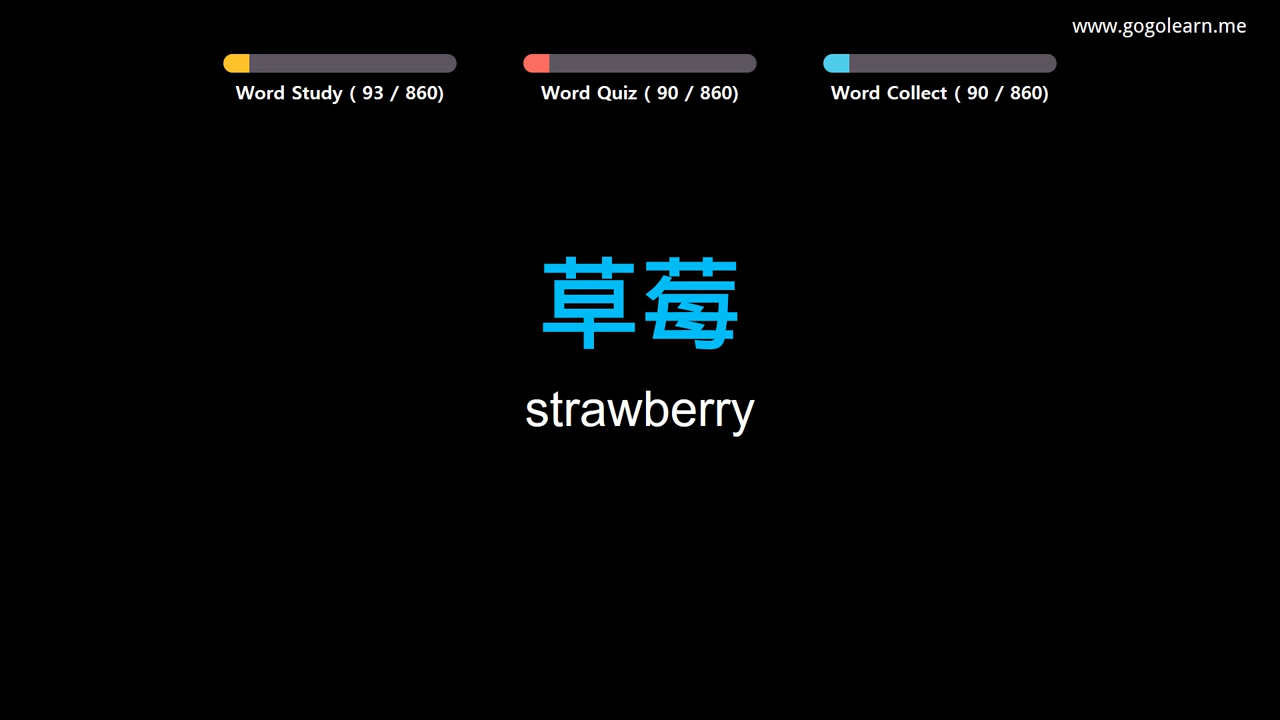 www.gogolearn.me
Word Study ( 93 / 860)
Word Quiz ( 90 / 860)
Word Collect ( 90 / 860)
草莓
strawberry